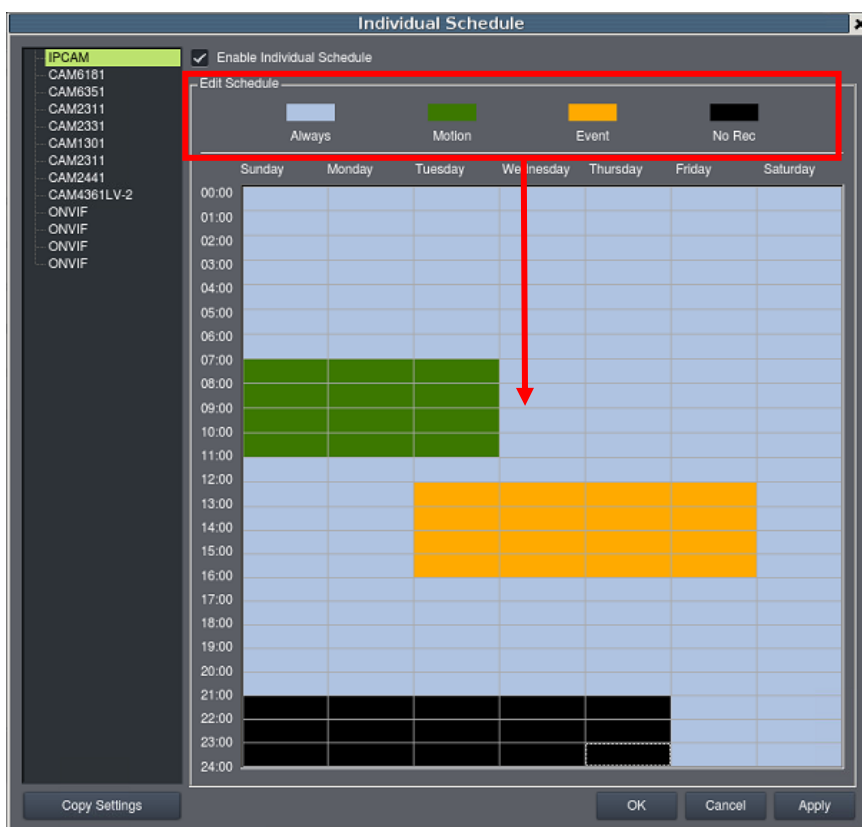 Individual Schedule
IPCAM
CAM6181
CAM6351
CAM2311
CAM2331
CAM1301
CAM2311
CAM2441
CAM4361LV-2
ONVIF
ONVIF
ONVIF
ONVIF
Enable Individual Schedule
Edit Schedule
Always Motion Event No Rec
Sunday Monday Tuesday Wednesday Thursday Friday Saturday
00:00
01:00
02:00
03:00
04:00
05:00
06:00
07:00
08:00
09:00
10:00
11:00
12:00
13:00
14:00
15:00
16:00
17:00
18:00
19:00
20:00
21:00
22:00
23:00
24:00
Copy Settings OK Cancel Apply